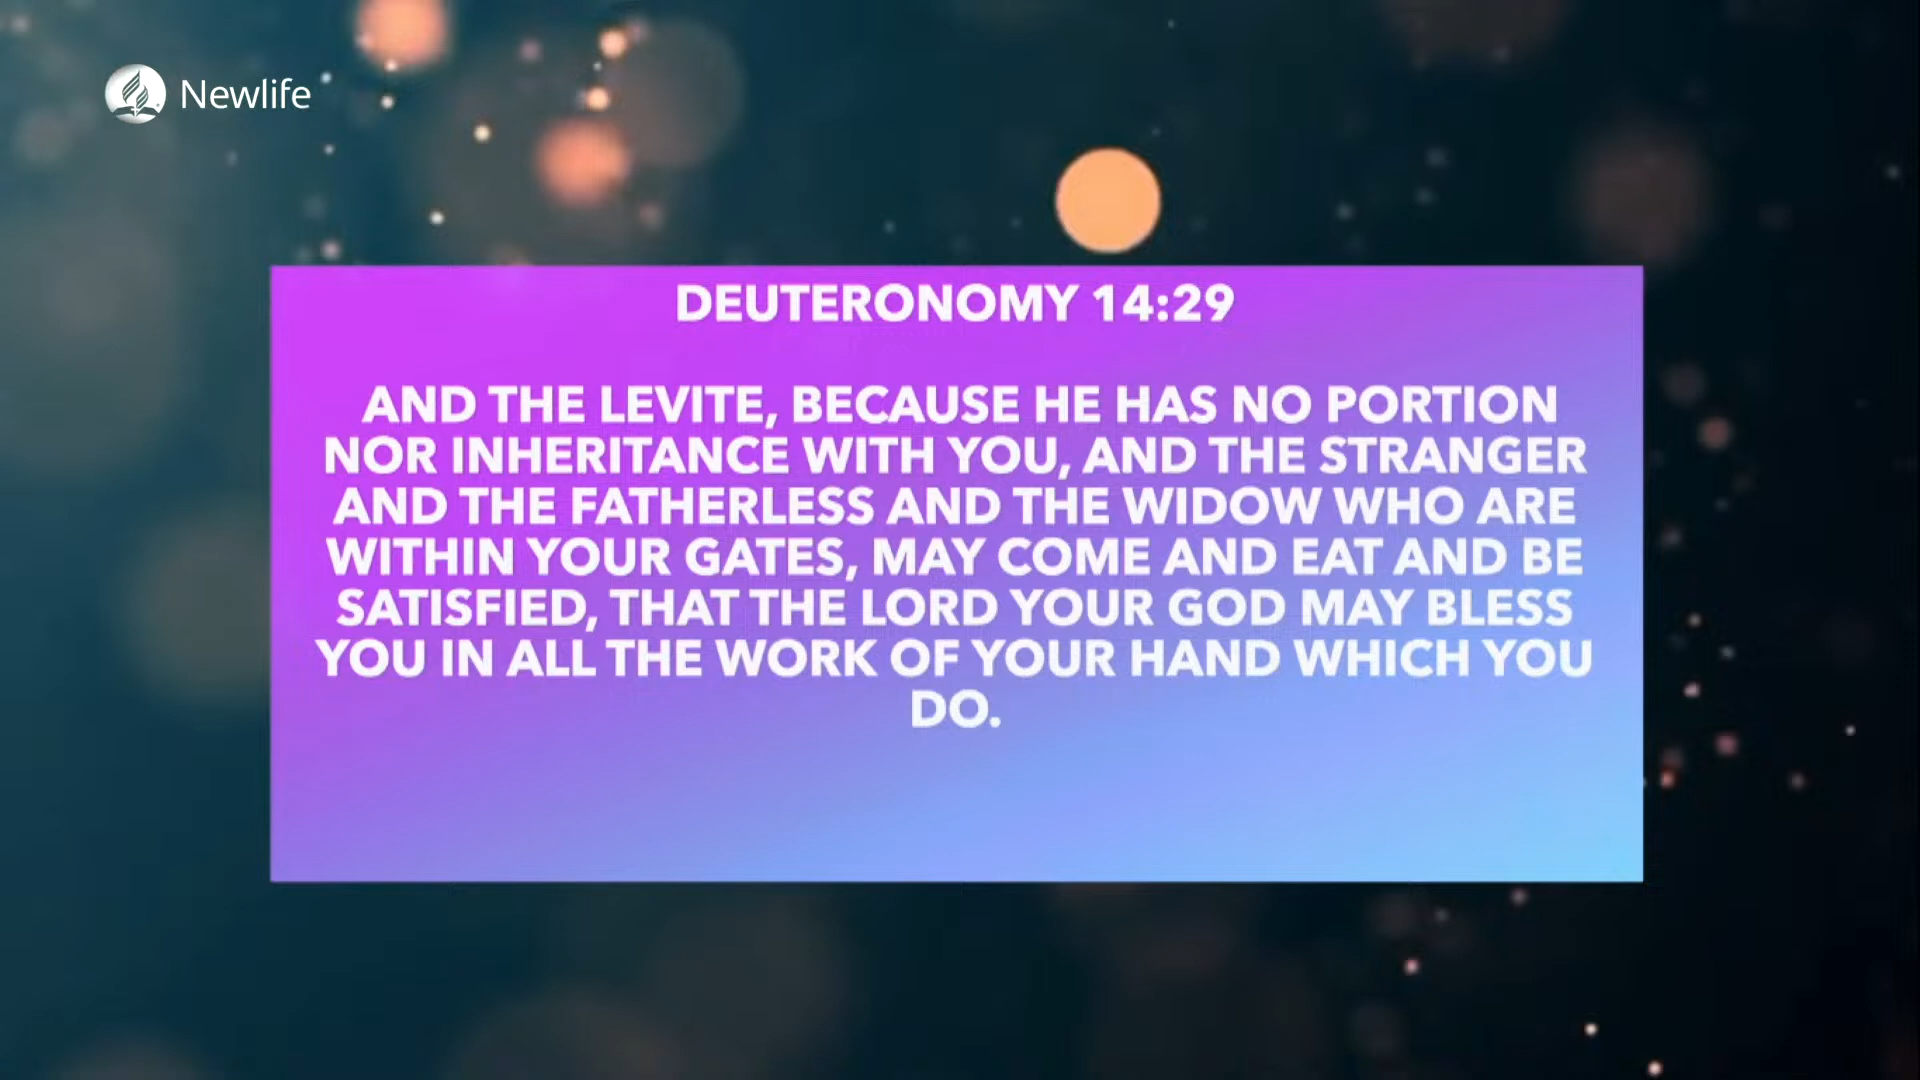 Newlife
DEUTERONOMY 14:29
AND THE LEVITE, BECAUSE HE HAS NO PORTION
NOR INHERITANCE WITH YOU, AND THE STRANGER
AND THE FATHERLESS AND THE WIDOW WHO ARE
WITHIN YOUR GATES, MAY COME AND EAT AND BE
SATISFIED, THAT THE LORD YOUR GOD MAY BLESS
YOU IN ALL THE WORK OF YOUR HAND WHICH YOU
DO.